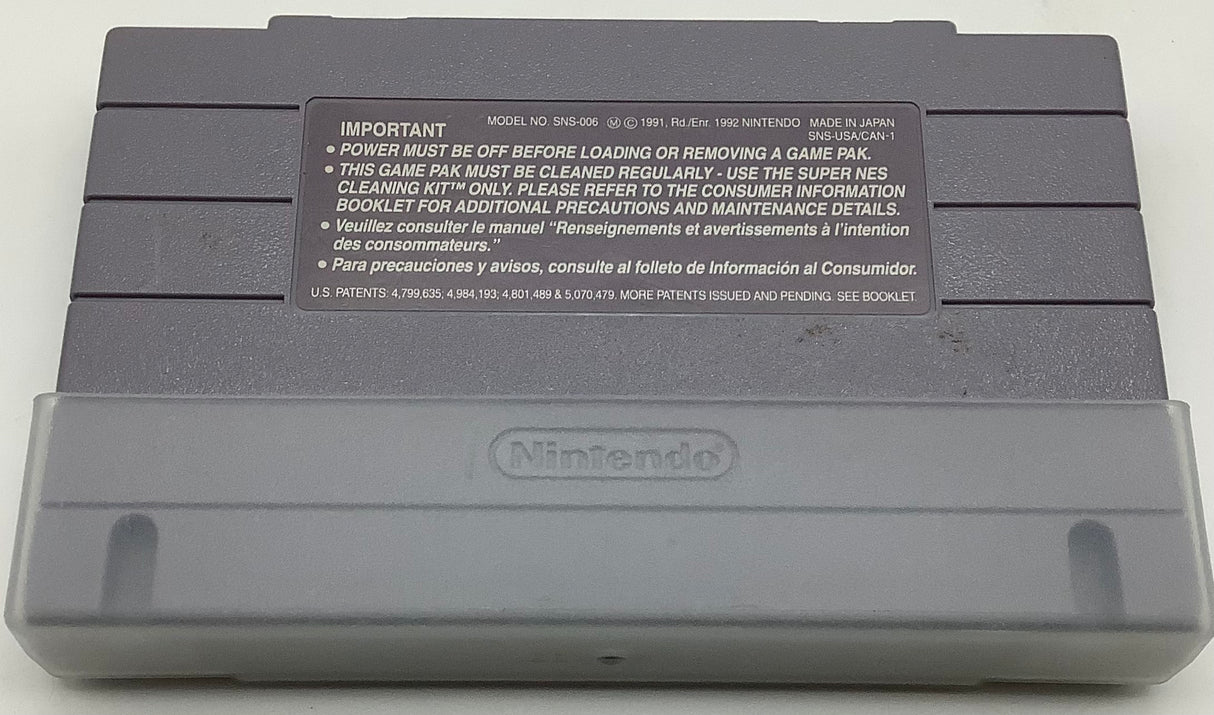 IMPORTANT MODEL NO. SNS-006 Ⓜ © 1991, Rd./Enr. 1992 NINTENDO MADE IN JAPAN
SNS-USA/CAN-1
• POWER MUST BE OFF BEFORE LOADING OR REMOVING A GAME PAK.
• THIS GAME PAK MUST BE CLEANED REGULARLY - USE THE SUPER NES
CLEANING KIT™ ONLY. PLEASE REFER TO THE CONSUMER INFORMATION
BOOKLET FOR ADDITIONAL PRECAUTIONS AND MAINTENANCE DETAILS.
• Veuillez consulter le manuel “Renseignements et avertissements à l’intention
des consommateurs.”
• Para precauciones y avisos, consulte al folleto de Información al Consumidor.
U.S. PATENTS: 4,799,635; 4,984,193; 4,801,489 & 5,070,479. MORE PATENTS ISSUED AND PENDING. SEE BOOKLET.
Nintendo®